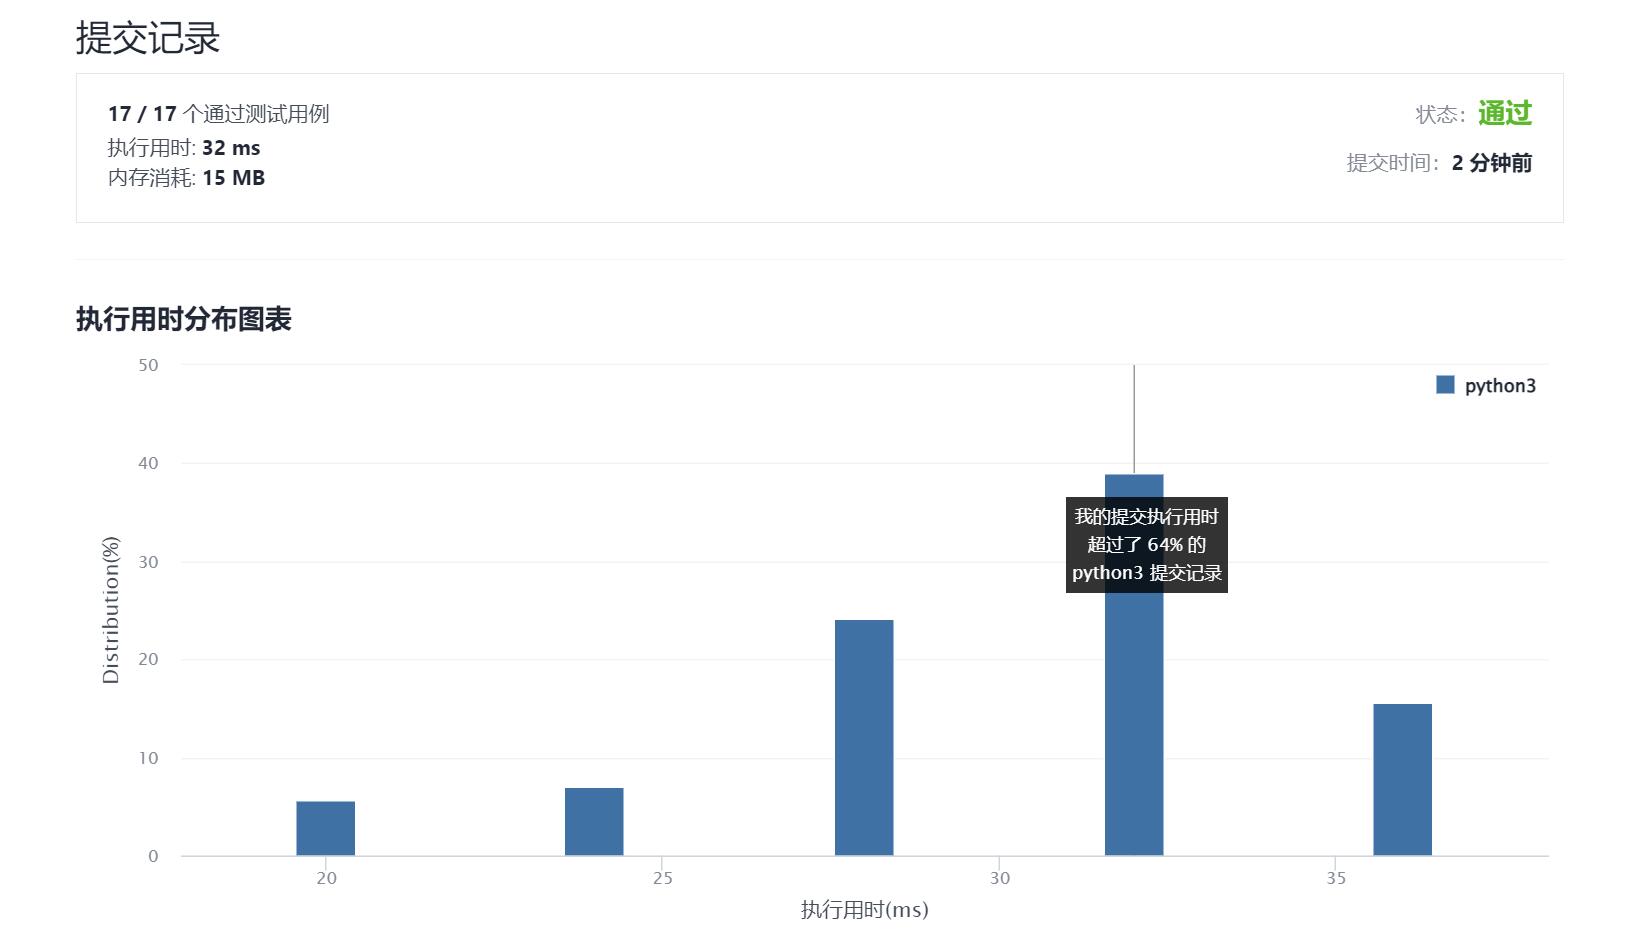 提交记录
17 / 17 个通过测试用例
状态：通过
执行用时: 32 ms
提交时间：2 分钟前
内存消耗: 15 MB
执行用时分布图表
50
python3
40
我的提交执行用时
超过了 64% 的
python3 提交记录
30
Distribution(%)
20
10
0
20 25 30 35
执行用时(ms)